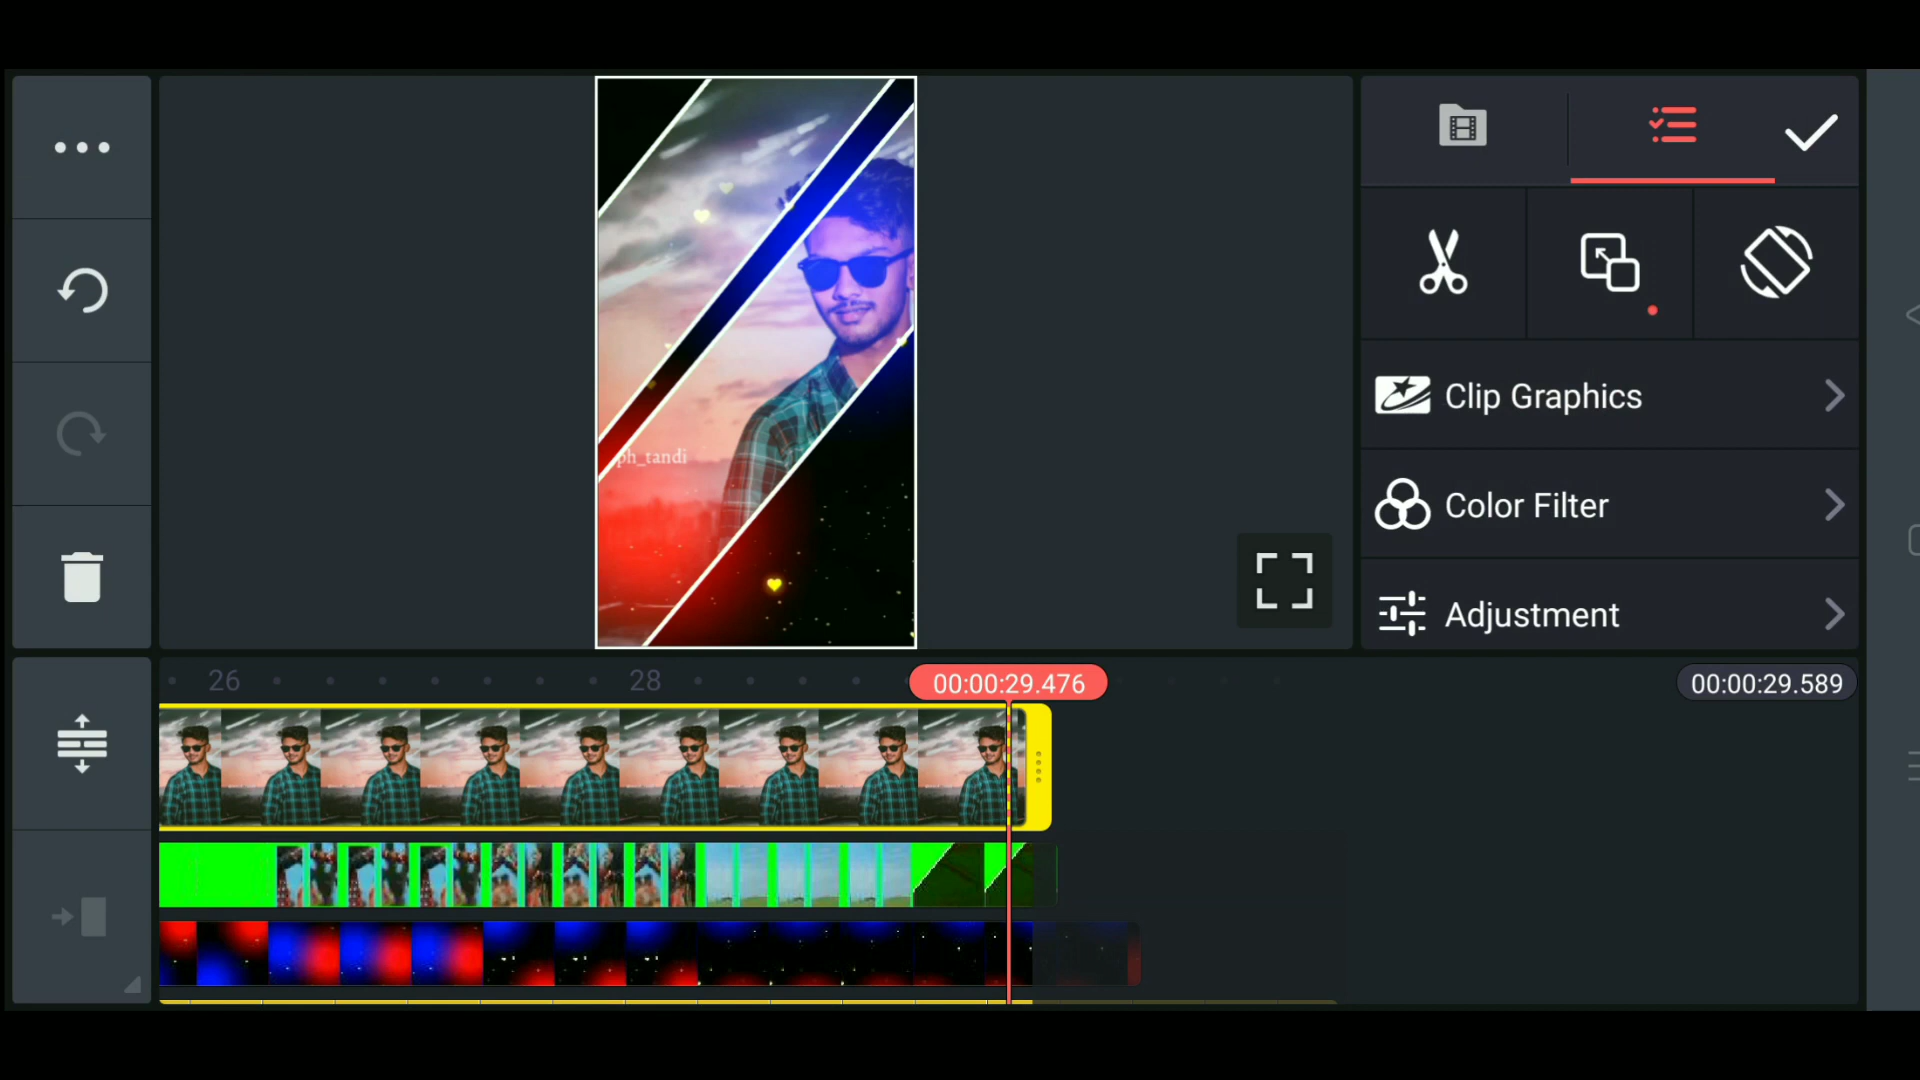 Clip Graphics
Color Filter
Adjustment
ph_tandi
26
28
00:00:29.476
00:00:29.589